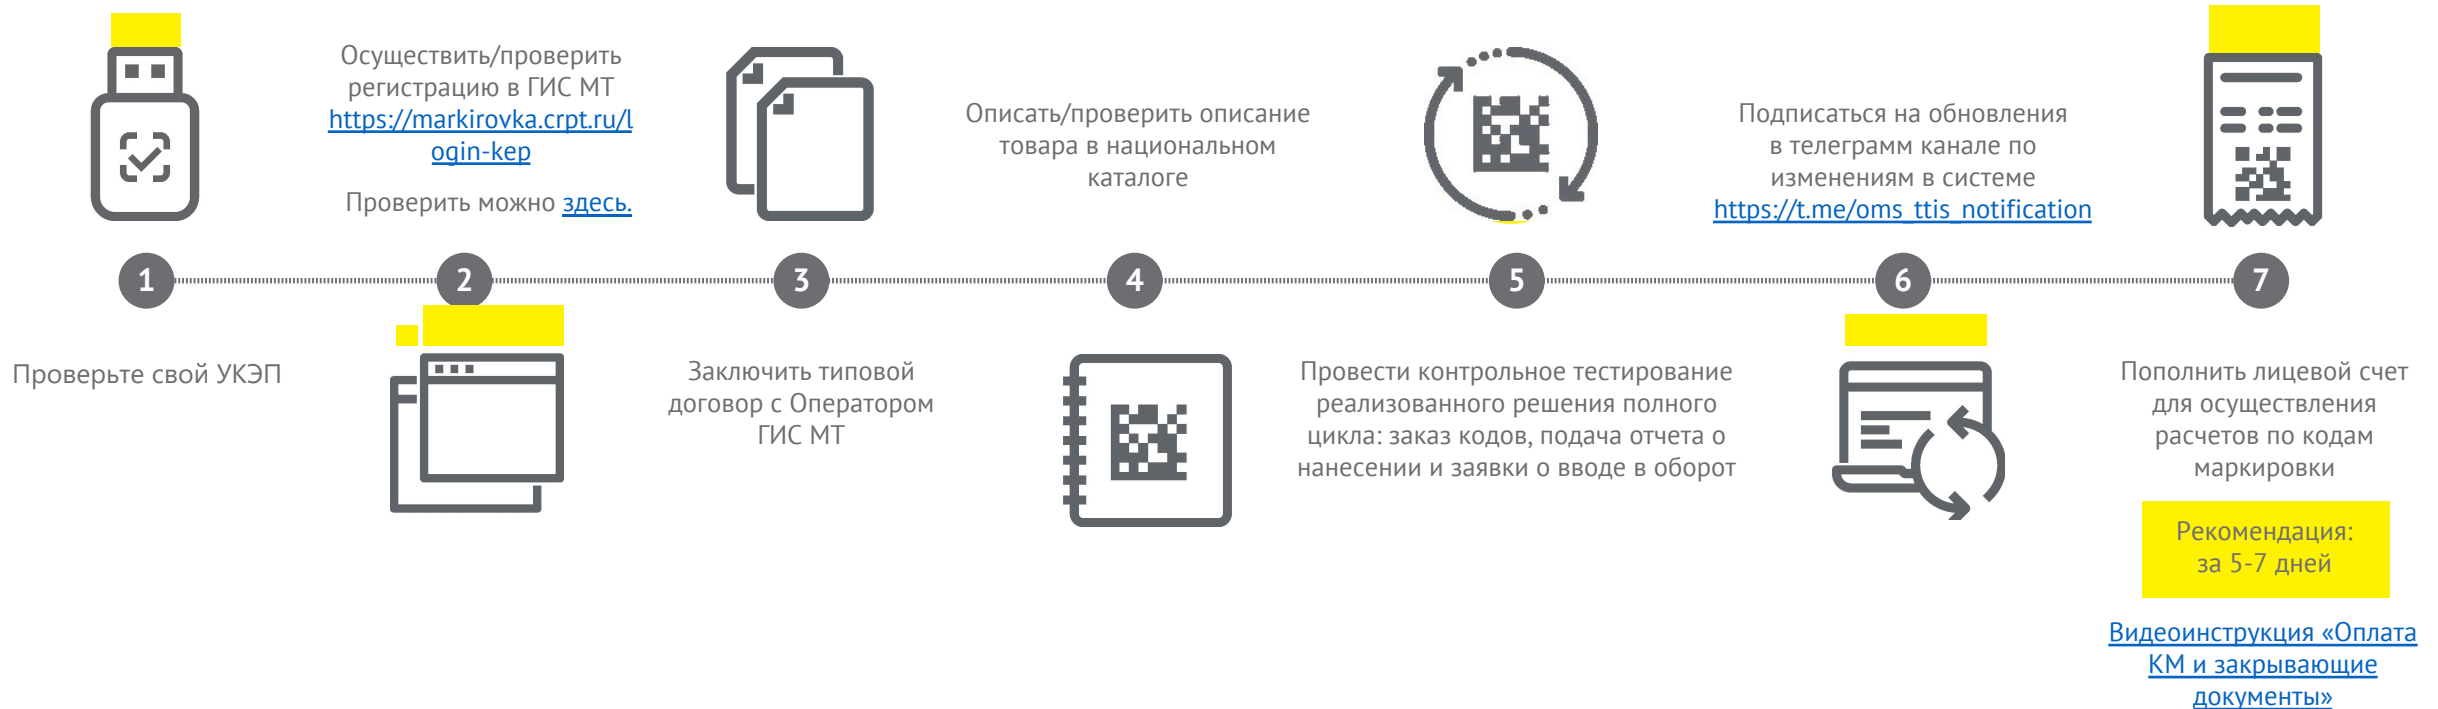 Осуществить/проверить
регистрацию в ГИС МТ
https://markirovka.crpt.ru/l
ogin-kep
Проверить можно здесь.
Описать/проверить описание
товара в национальном
каталоге
Подписаться на обновления
в телеграмм канале по
изменениям в системе
https://t.me/oms_ttis_notification
1
2
3
4
5
6
7
Проверьте свой УКЭП
Заключить типовой
договор с Оператором
ГИС МТ
Провести контрольное тестирование
реализованного решения полного
цикла: заказ кодов, подача отчета о
нанесении и заявки о вводе в оборот
Пополнить лицевой счет
для осуществления
расчетов по кодам
маркировки
Рекомендация:
за 5-7 дней
Видеоинструкция «Оплата
КМ и закрывающие
документы»